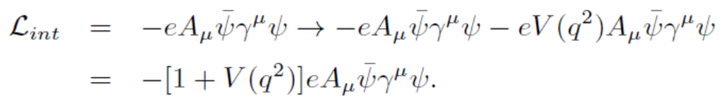 𝓛_{int} = −eA_μ ψ̄γ^μψ → −eA_μ ψ̄γ^μψ − eV(q²)A_μ ψ̄γ^μψ
= −[1 + V(q²)]eA_μ ψ̄γ^μψ.